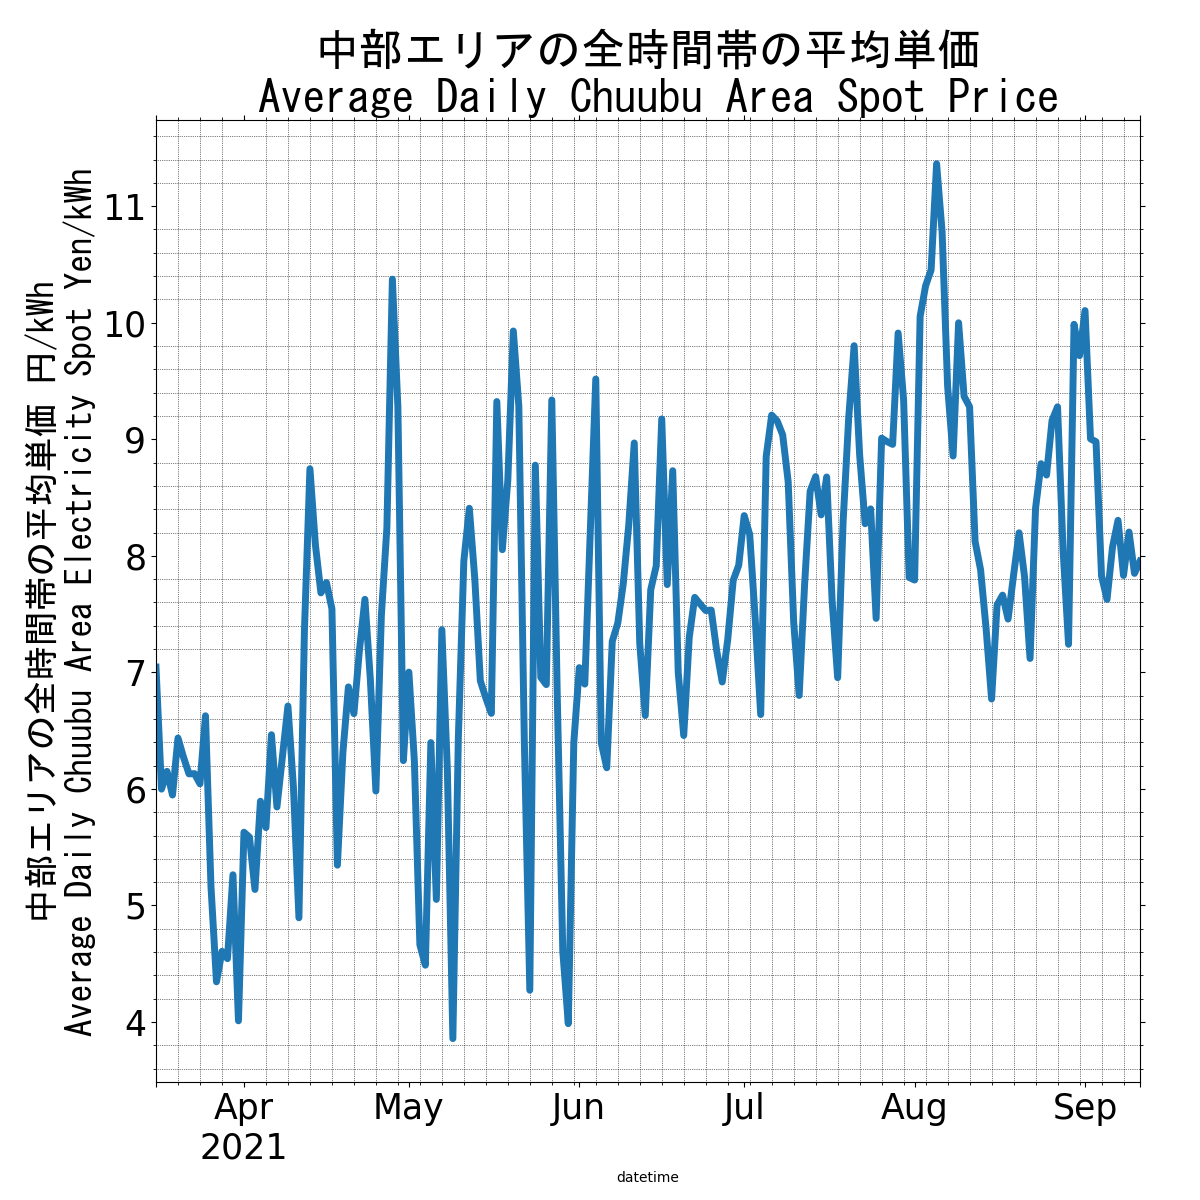 中部エリアの全時間帯の平均単価
Average Daily Chuubu Area Spot Price
中部エリアの全時間帯の平均単価 円/kWh
Average Daily Chuubu Area Electricity Spot Yen/kWh
11
10
9
8
7
6
5
4
Apr May Jun Jul Aug Sep
2021
datetime